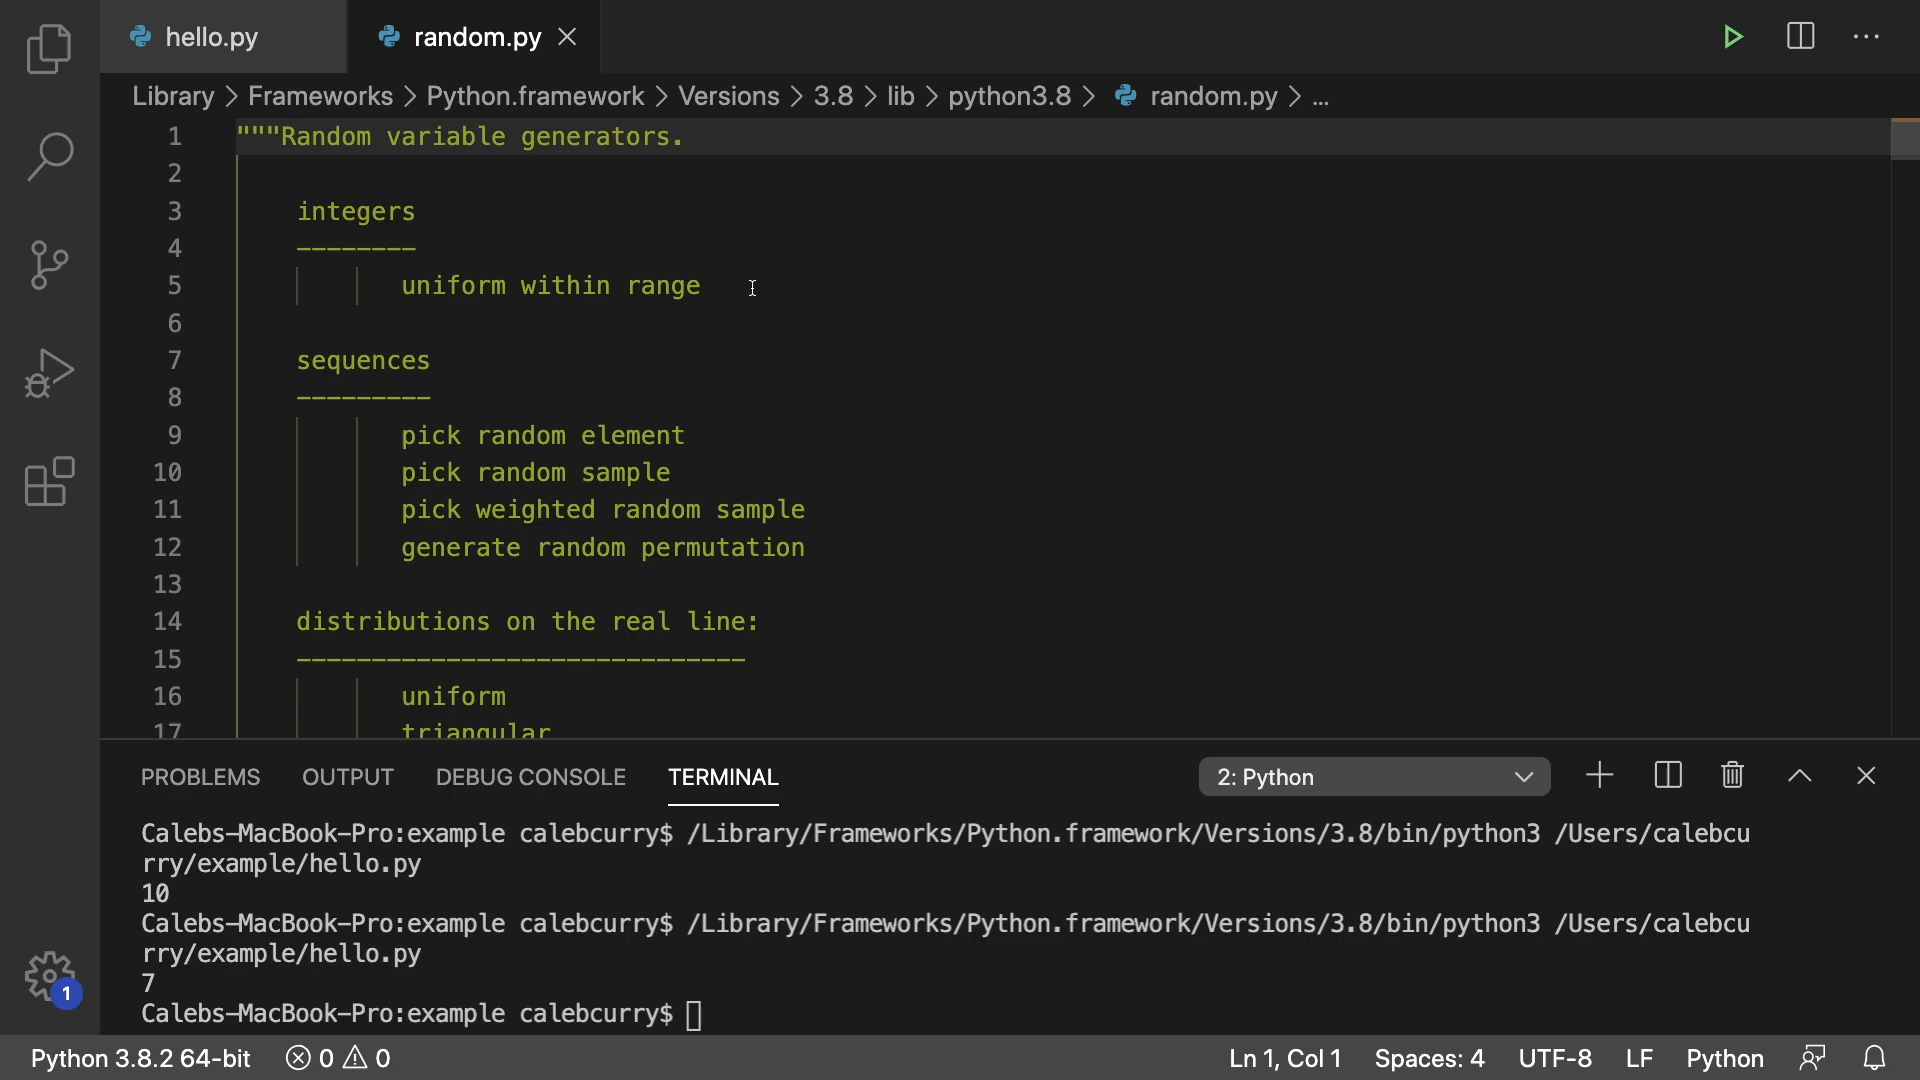 hello.py
random.py
Library > Frameworks > Python.framework > Versions > 3.8 > lib > python3.8 > random.py > ...
1 """Random variable generators.
2
3 integers
4 --------
5 uniform within range
6
7 sequences
8 ---------
9 pick random element
10 pick random sample
11 pick weighted random sample
12 generate random permutation
13
14 distributions on the real line:
15 ------------------------------
16 uniform
17 triangular
PROBLEMS OUTPUT DEBUG CONSOLE TERMINAL 2: Python
Calebs-MacBook-Pro:example calebcurry$ /Library/Frameworks/Python.framework/Versions/3.8/bin/python3 /Users/calebcu
rry/example/hello.py
10
Calebs-MacBook-Pro:example calebcurry$ /Library/Frameworks/Python.framework/Versions/3.8/bin/python3 /Users/calebcu
rry/example/hello.py
7
Calebs-MacBook-Pro:example calebcurry$
1
Python 3.8.2 64-bit 0 0 Ln 1, Col 1 Spaces: 4 UTF-8 LF Python